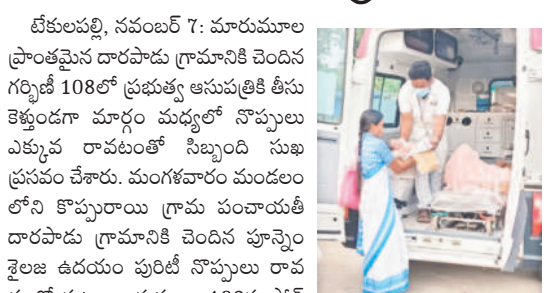 టేకులపల్లి, నవంబర్ 7: మారుమూల
ప్రాంతమైన దారపాడు గ్రామానికి చెందిన
గర్భిణీ 108లో ప్రభుత్వ ఆసుపత్రికి తీసు
కెళ్తుండగా మార్గం మధ్యలో నొప్పులు
ఎక్కువ రావటంతో సిబ్బంది సుఖ
ప్రసవం చేశారు. మంగళవారం మండలం
లోని కొప్పురాయి గ్రామ పంచాయతీ
దారపాడు గ్రామానికి చెందిన పూన్నెం
శైలజ ఉదయం పురిటీ నొప్పులు రావ